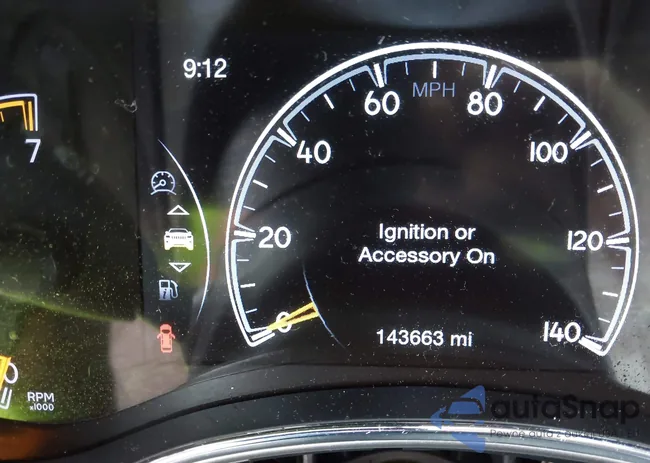 9:12
7
MPH
0
20
40
60
80
100
120
140
Ignition or
Accessory On
143663 mi
RPM
x1000
autoSnap